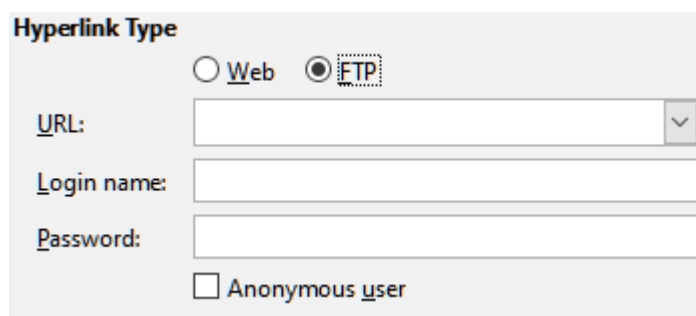 Hyperlink Type
Web FTP
URL:
Login name:
Password:
Anonymous user